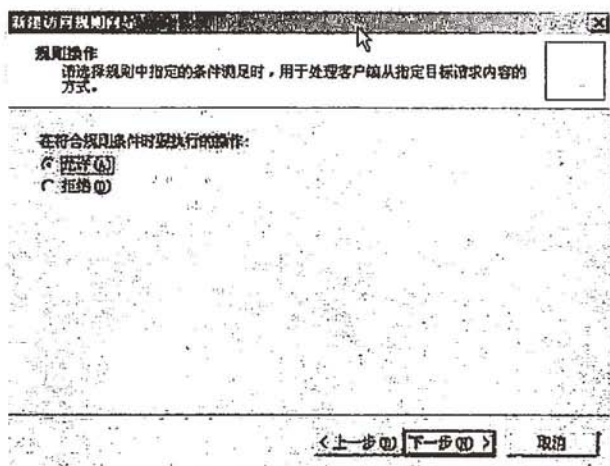 新建访问规则向导
规则操作
请选择规则中指定的条件满足时，用于处理客户端从指定目标请求内容的
方式。
在符合规则条件时要执行的操作:
允许(A)
拒绝(D)
< 上一步(B) 下一步(N) > 取消